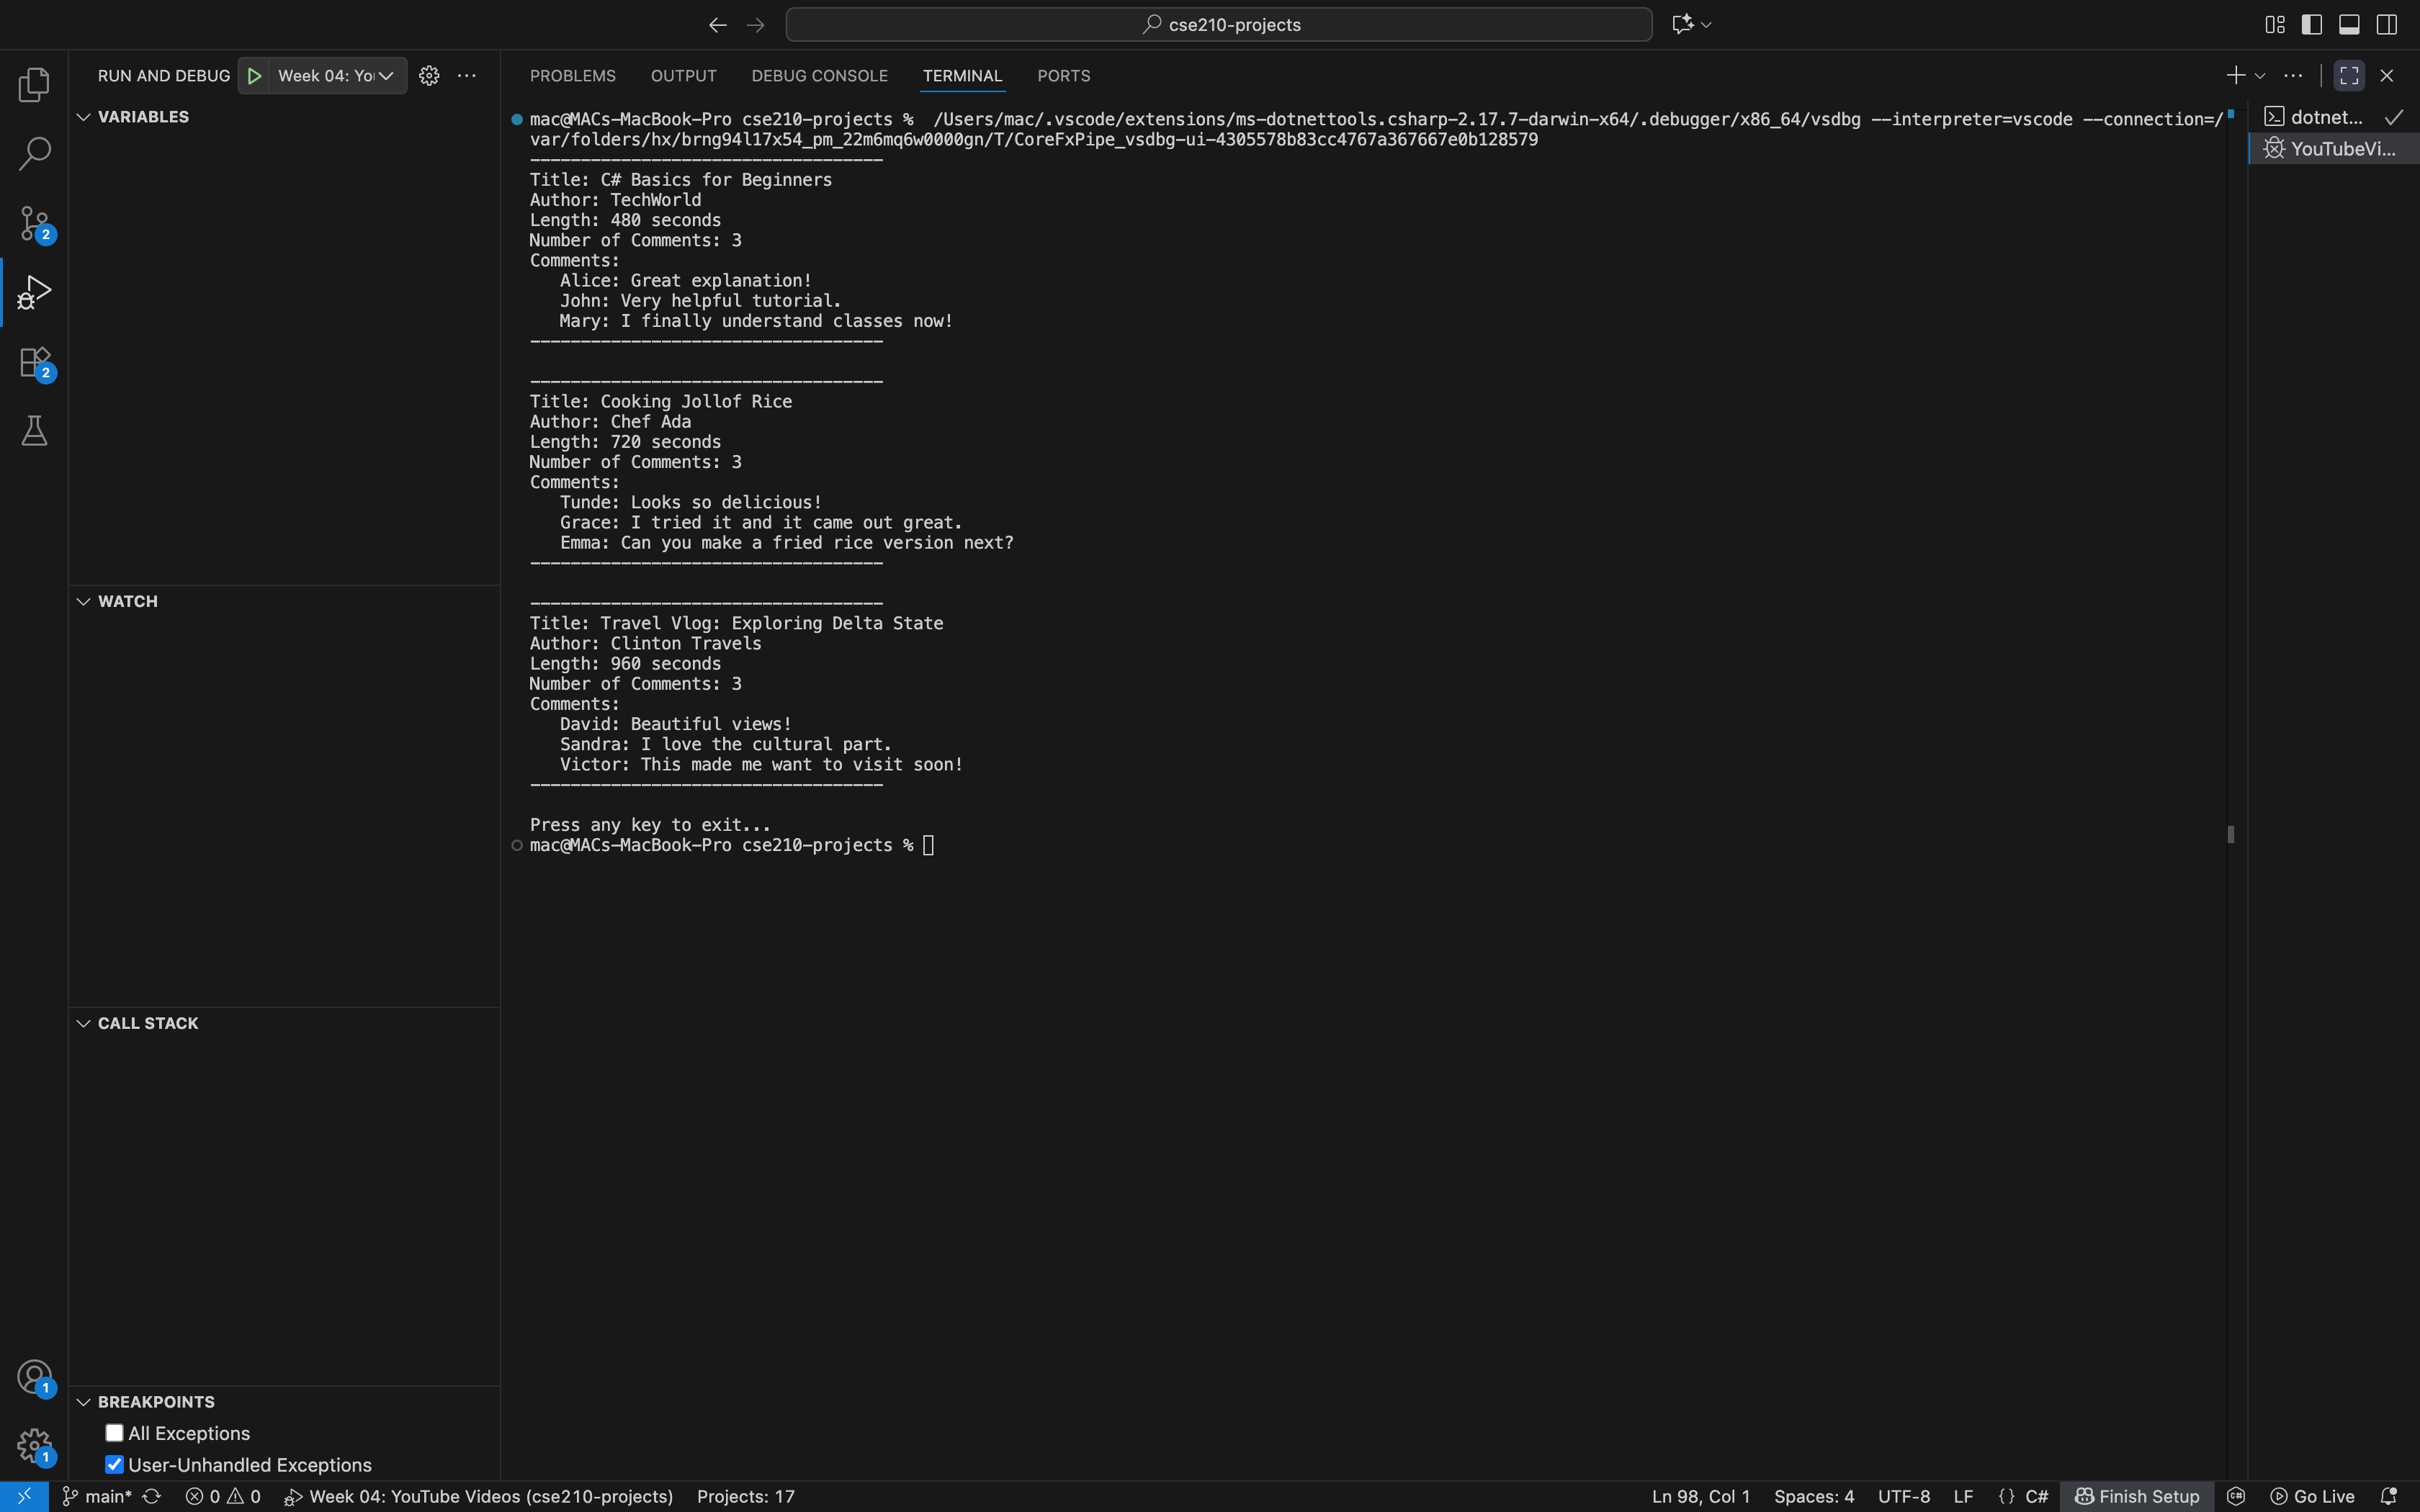 cse210-projects
RUN AND DEBUG
Week 04: You
PROBLEMS
OUTPUT
DEBUG CONSOLE
TERMINAL
PORTS
VARIABLES
mac@MACs-MacBook-Pro cse210-projects %  /Users/mac/.vscode/extensions/ms-dotnettools.csharp-2.17.7-darwin-x64/.debugger/x86_64/vsdbg --interpreter=vscode --connection=/
var/folders/hx/brng94l17x54_pm_22m6mq6w0000gn/T/CoreFxPipe_vsdbg-ui-4305578b83cc4767a367667e0b128579
-----------------------------------
Title: C# Basics for Beginners
Author: TechWorld
Length: 480 seconds
Number of Comments: 3
Comments:
   Alice: Great explanation!
   John: Very helpful tutorial.
   Mary: I finally understand classes now!
-----------------------------------
-----------------------------------
Title: Cooking Jollof Rice
Author: Chef Ada
Length: 720 seconds
Number of Comments: 3
Comments:
   Tunde: Looks so delicious!
   Grace: I tried it and it came out great.
   Emma: Can you make a fried rice version next?
-----------------------------------
-----------------------------------
Title: Travel Vlog: Exploring Delta State
Author: Clinton Travels
Length: 960 seconds
Number of Comments: 3
Comments:
   David: Beautiful views!
   Sandra: I love the cultural part.
   Victor: This made me want to visit soon!
-----------------------------------
Press any key to exit...
mac@MACs-MacBook-Pro cse210-projects %
dotnet...
YouTubeVi...
2
2
WATCH
CALL STACK
BREAKPOINTS
All Exceptions
User-Unhandled Exceptions
1
1
main*
0
0
Week 04: YouTube Videos (cse210-projects)
Projects: 17
Ln 98, Col 1
Spaces: 4
UTF-8
LF
{} C#
Finish Setup
Go Live